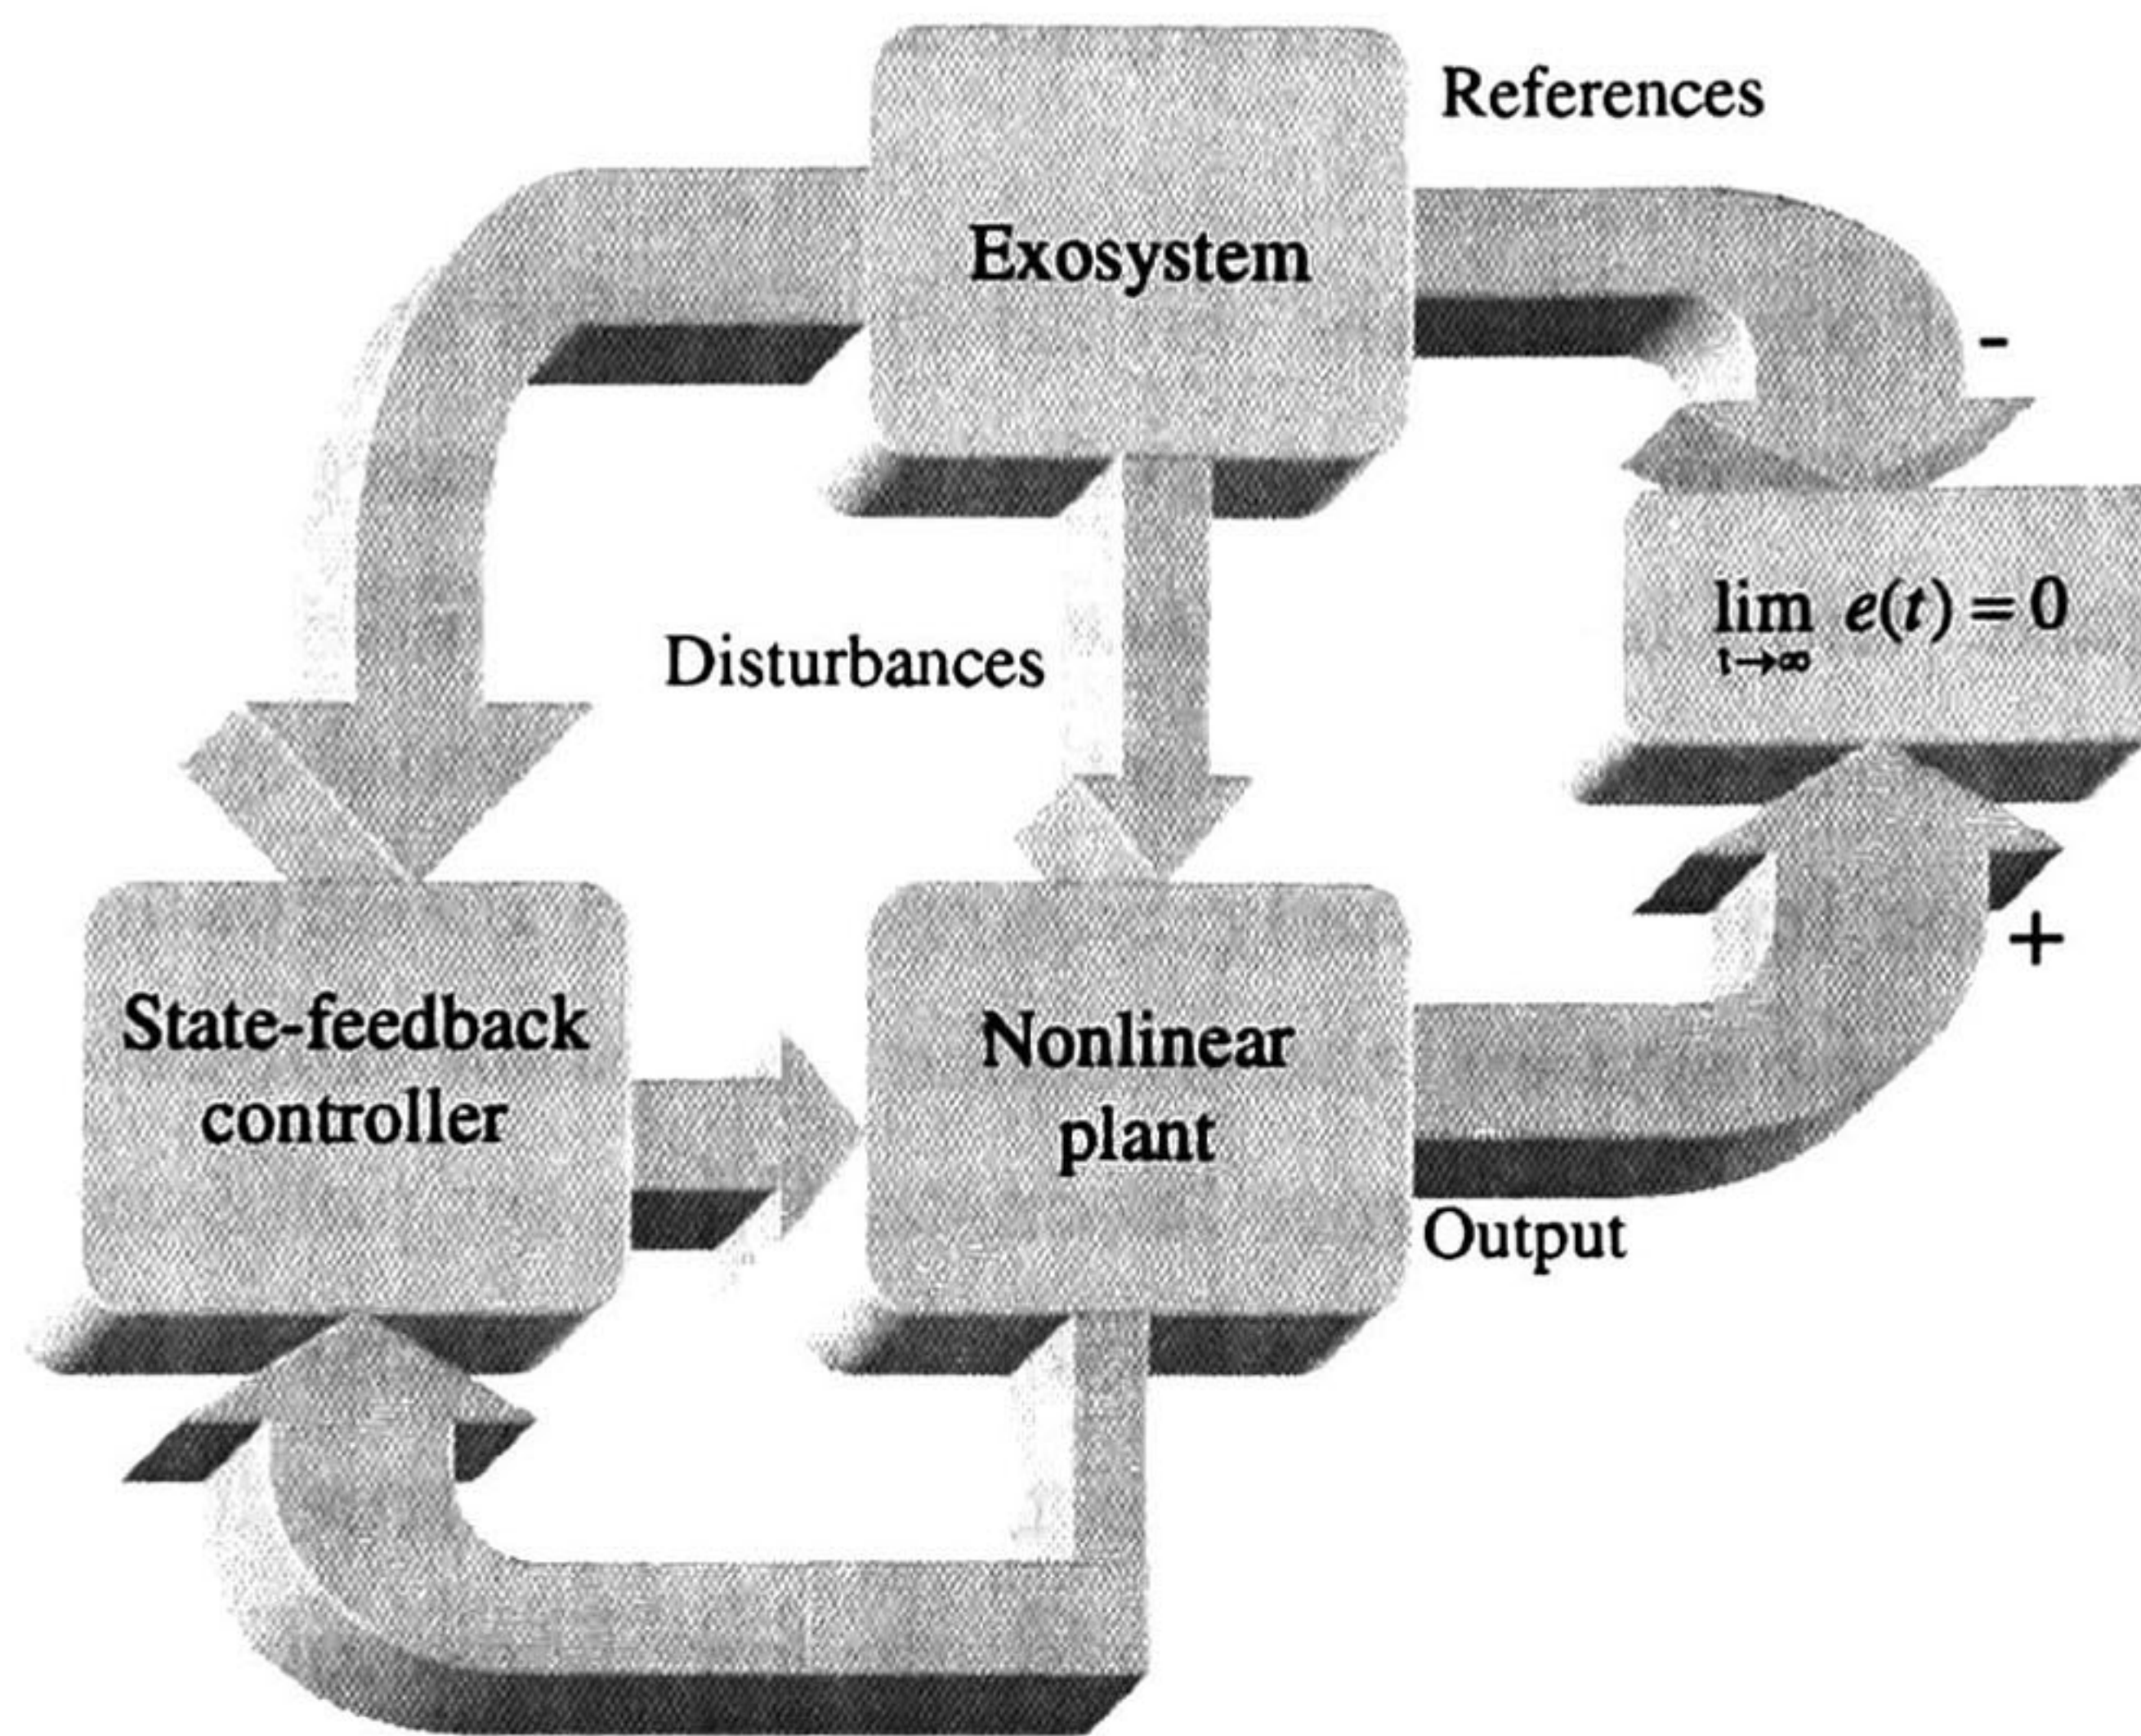 References
Exosystem
-
lim e(t) = 0
t→∞
Disturbances
+
State-feedback
controller
Nonlinear
plant
Output